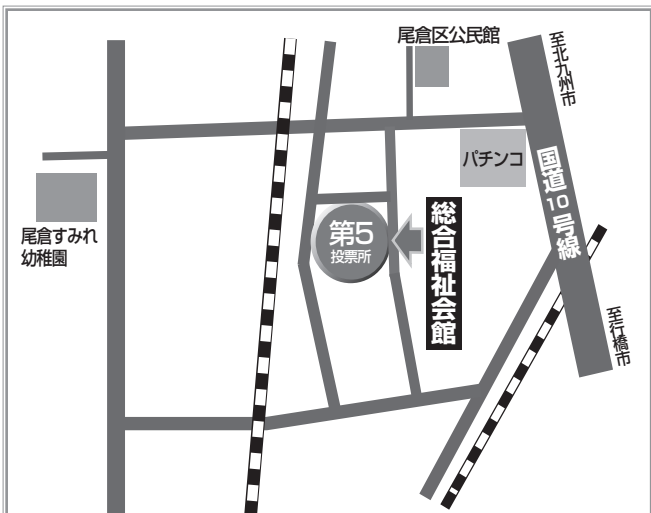 尾倉区公民館
至北九州市
パチンコ
国道10号線
尾倉すみれ
幼稚園
第5
投票所
総合福祉会館
至行橋市